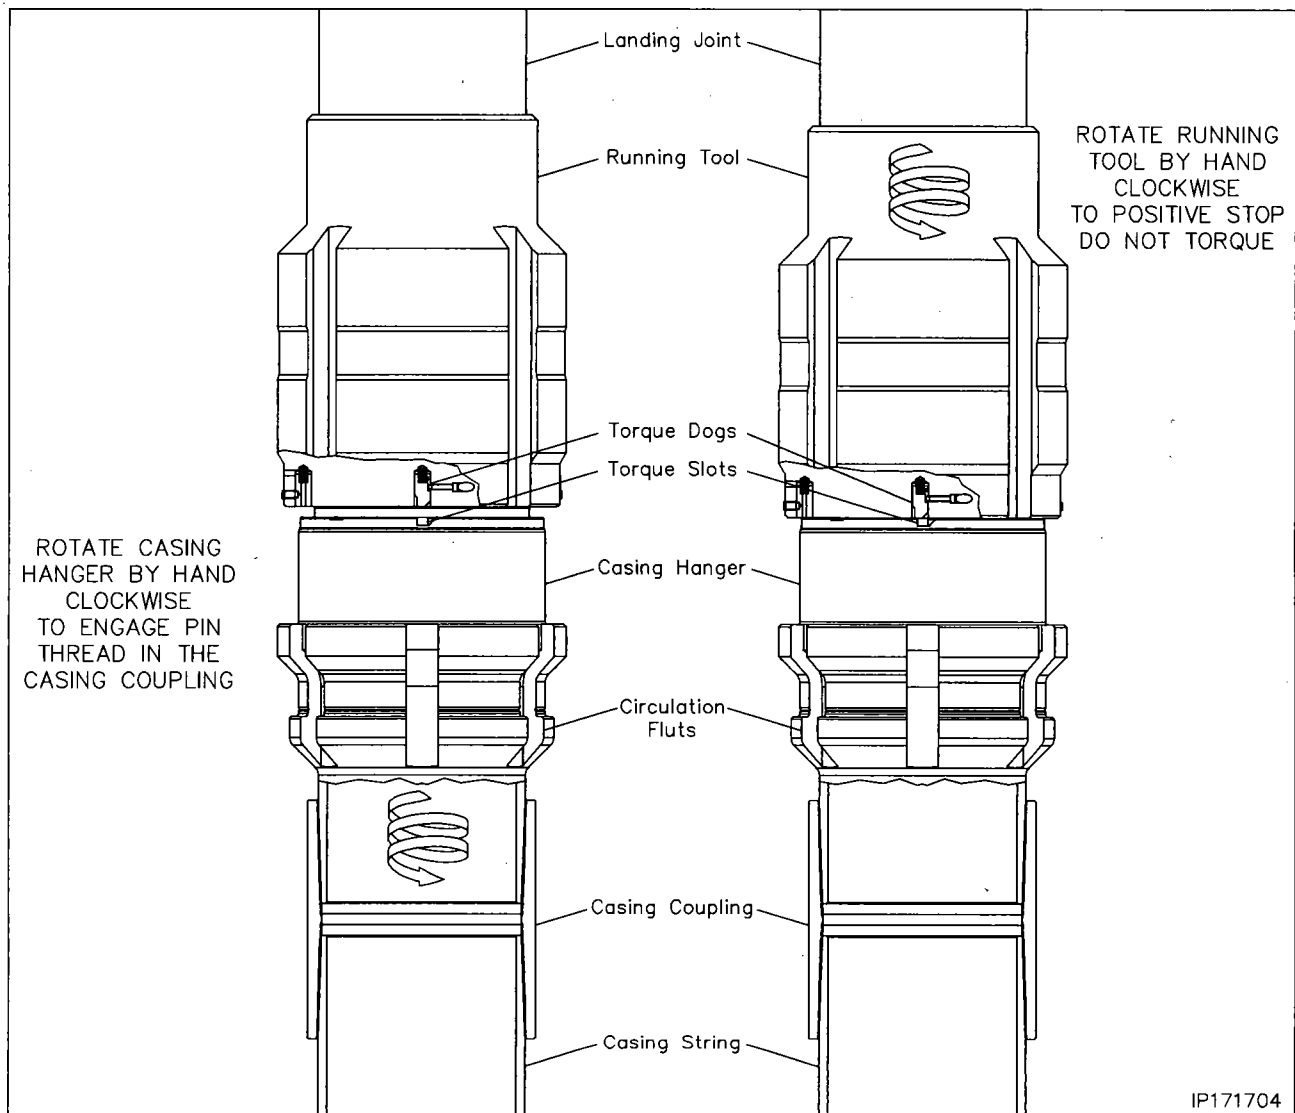 Landing Joint
Running Tool
ROTATE RUNNING
TOOL BY HAND
CLOCKWISE
TO POSITIVE STOP
DO NOT TORQUE
Torque Dogs
Torque Slots
ROTATE CASING
HANGER BY HAND
CLOCKWISE
TO ENGAGE PIN
THREAD IN THE
CASING COUPLING
Casing Hanger
Circulation
Fluts
Casing Coupling
Casing String
IP171704